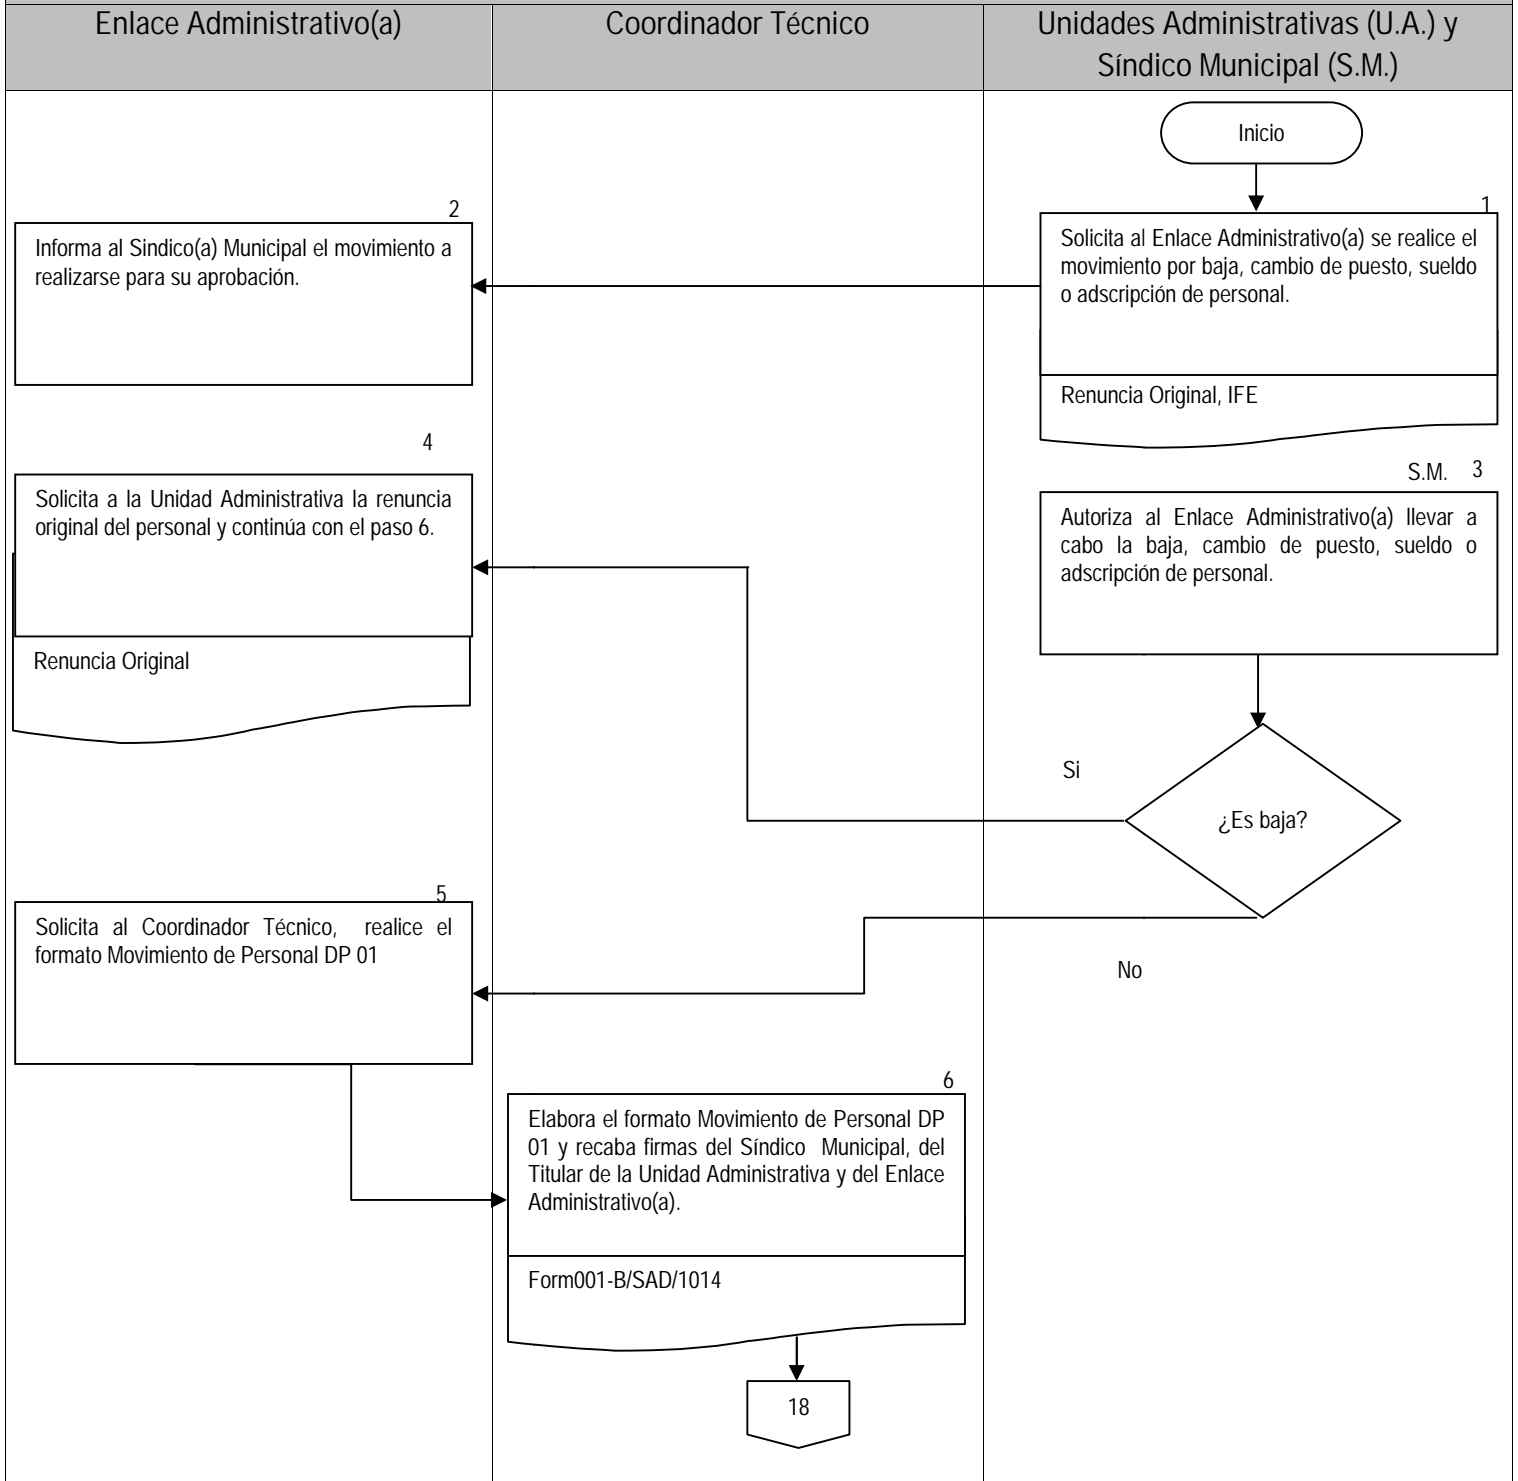 Enlace Administrativo(a)
Coordinador Técnico
Unidades Administrativas (U.A.) y
Síndico Municipal (S.M.)
Inicio
1
Solicita al Enlace Administrativo(a) se realice el
movimiento por baja, cambio de puesto, sueldo
o adscripción de personal.
Renuncia Original, IFE
2
Informa al Sindico(a) Municipal el movimiento a
realizarse para su aprobación.
S.M. 3
Autoriza al Enlace Administrativo(a) llevar a
cabo la baja, cambio de puesto, sueldo o
adscripción de personal.
¿Es baja?
Si
No
4
Solicita a la Unidad Administrativa la renuncia
original del personal y continúa con el paso 6.
Renuncia Original
5
Solicita al Coordinador Técnico, realice el
formato Movimiento de Personal DP 01
6
Elabora el formato Movimiento de Personal DP
01 y recaba firmas del Síndico Municipal, del
Titular de la Unidad Administrativa y del Enlace
Administrativo(a).
Form001-B/SAD/1014
18